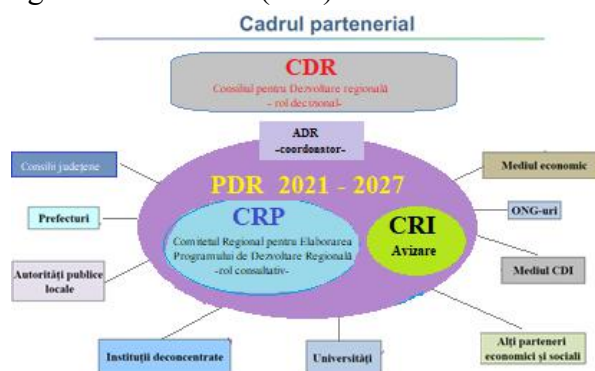 Cadrul partenerial
CDR
Consiliul pentru Dezvoltare regională
- rol decizional-
ADR
-coordonator-
Consilii județene
Mediul economic
PDR 2021 - 2027
Prefecturi
CRP
Comitetul Regional pentru Elaborarea
Programului de Dezvoltare Regională
-rol consultativ-
CRI
Avizare
ONG-uri
Autorități publice
locale
Mediul CDI
Instituții deconcentrate
Universități
Alți parteneri
economici și sociali